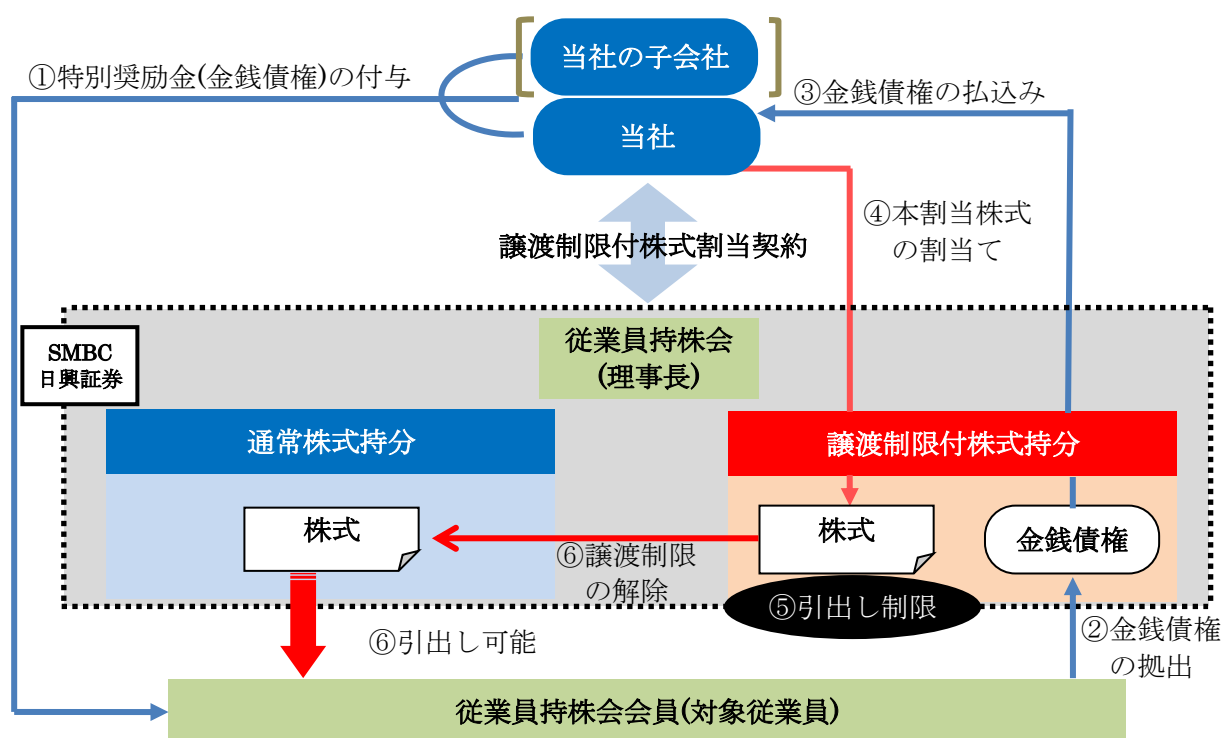 当社の子会社
①特別奨励金(金銭債権)の付与
③金銭債権の払込み
当社
④本割当株式
の割当て
譲渡制限付株式割当契約
SMBC
日興証券
従業員持株会
(理事長)
通常株式持分
譲渡制限付株式持分
株式
株式
金銭債権
⑥譲渡制限
の解除
⑤引出し制限
⑥引出し可能
②金銭債権
の拠出
従業員持株会会員(対象従業員)